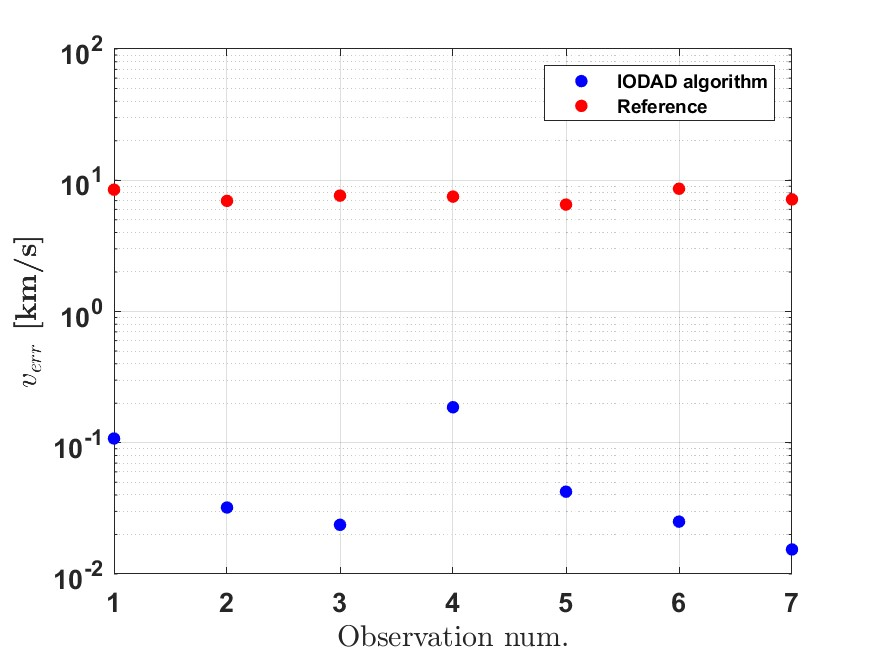 10^2
10^1
10^0
10^-1
10^-2
v_err [km/s]
IODAD algorithm
Reference
1 2 3 4 5 6 7
Observation num.